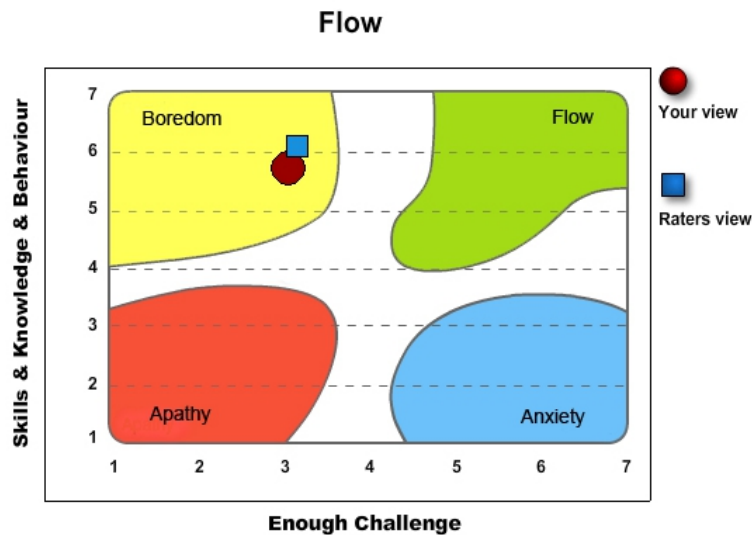 Flow
7
Boredom
Flow
Your view
6
5
Raters view
4
Skills & Knowledge & Behaviour
3
2
Apathy
Anxiety
1
1 2 3 4 5 6 7
Enough Challenge